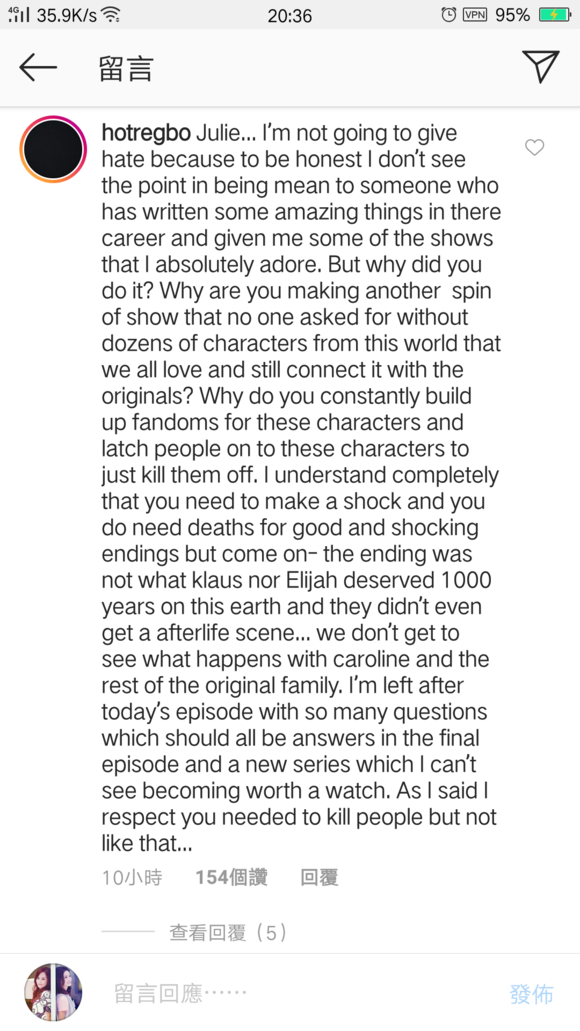 4G 35.9K/s 20:36 VPN 95%
留言
hotregbo Julie... I'm not going to give
hate because to be honest I don't see
the point in being mean to someone who
has written some amazing things in there
career and given me some of the shows
that I absolutely adore. But why did you
do it? Why are you making another  spin
of show that no one asked for without
dozens of characters from this world that
we all love and still connect it with the
originals? Why do you constantly build
up fandoms for these characters and
latch people on to these characters to
just kill them off. I understand completely
that you need to make a shock and you
do need deaths for good and shocking
endings but come on- the ending was
not what klaus nor Elijah deserved 1000
years on this earth and they didn't even
get a afterlife scene... we don't get to
see what happens with caroline and the
rest of the original family. I'm left after
today's episode with so many questions
which should all be answers in the final
episode and a new series which I can't
see becoming worth a watch. As I said I
respect you needed to kill people but not
like that...
10小時 154個讚 回覆
查看回覆（5）
留言回應⋯⋯ 發佈